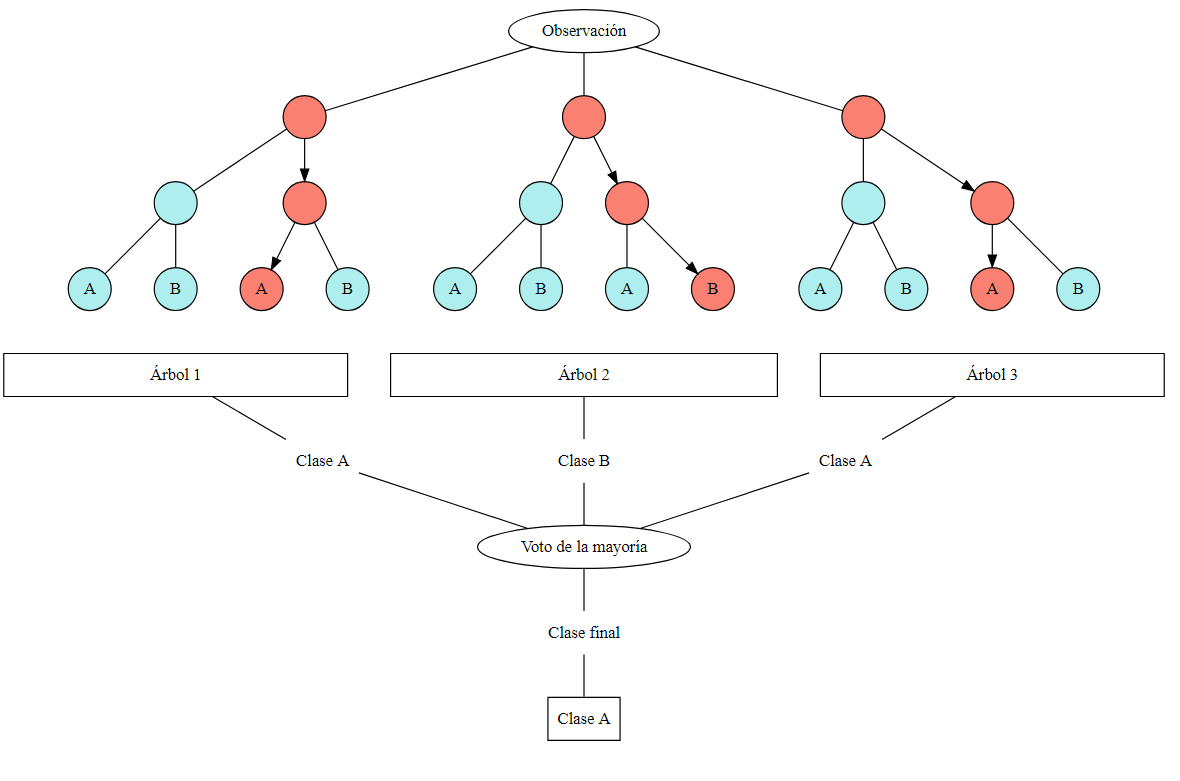 Observación
A
B
A
B
A
B
A
B
A
B
A
B
Árbol 1
Árbol 2
Árbol 3
Clase A
Clase B
Clase A
Voto de la mayoría
Clase final
Clase A